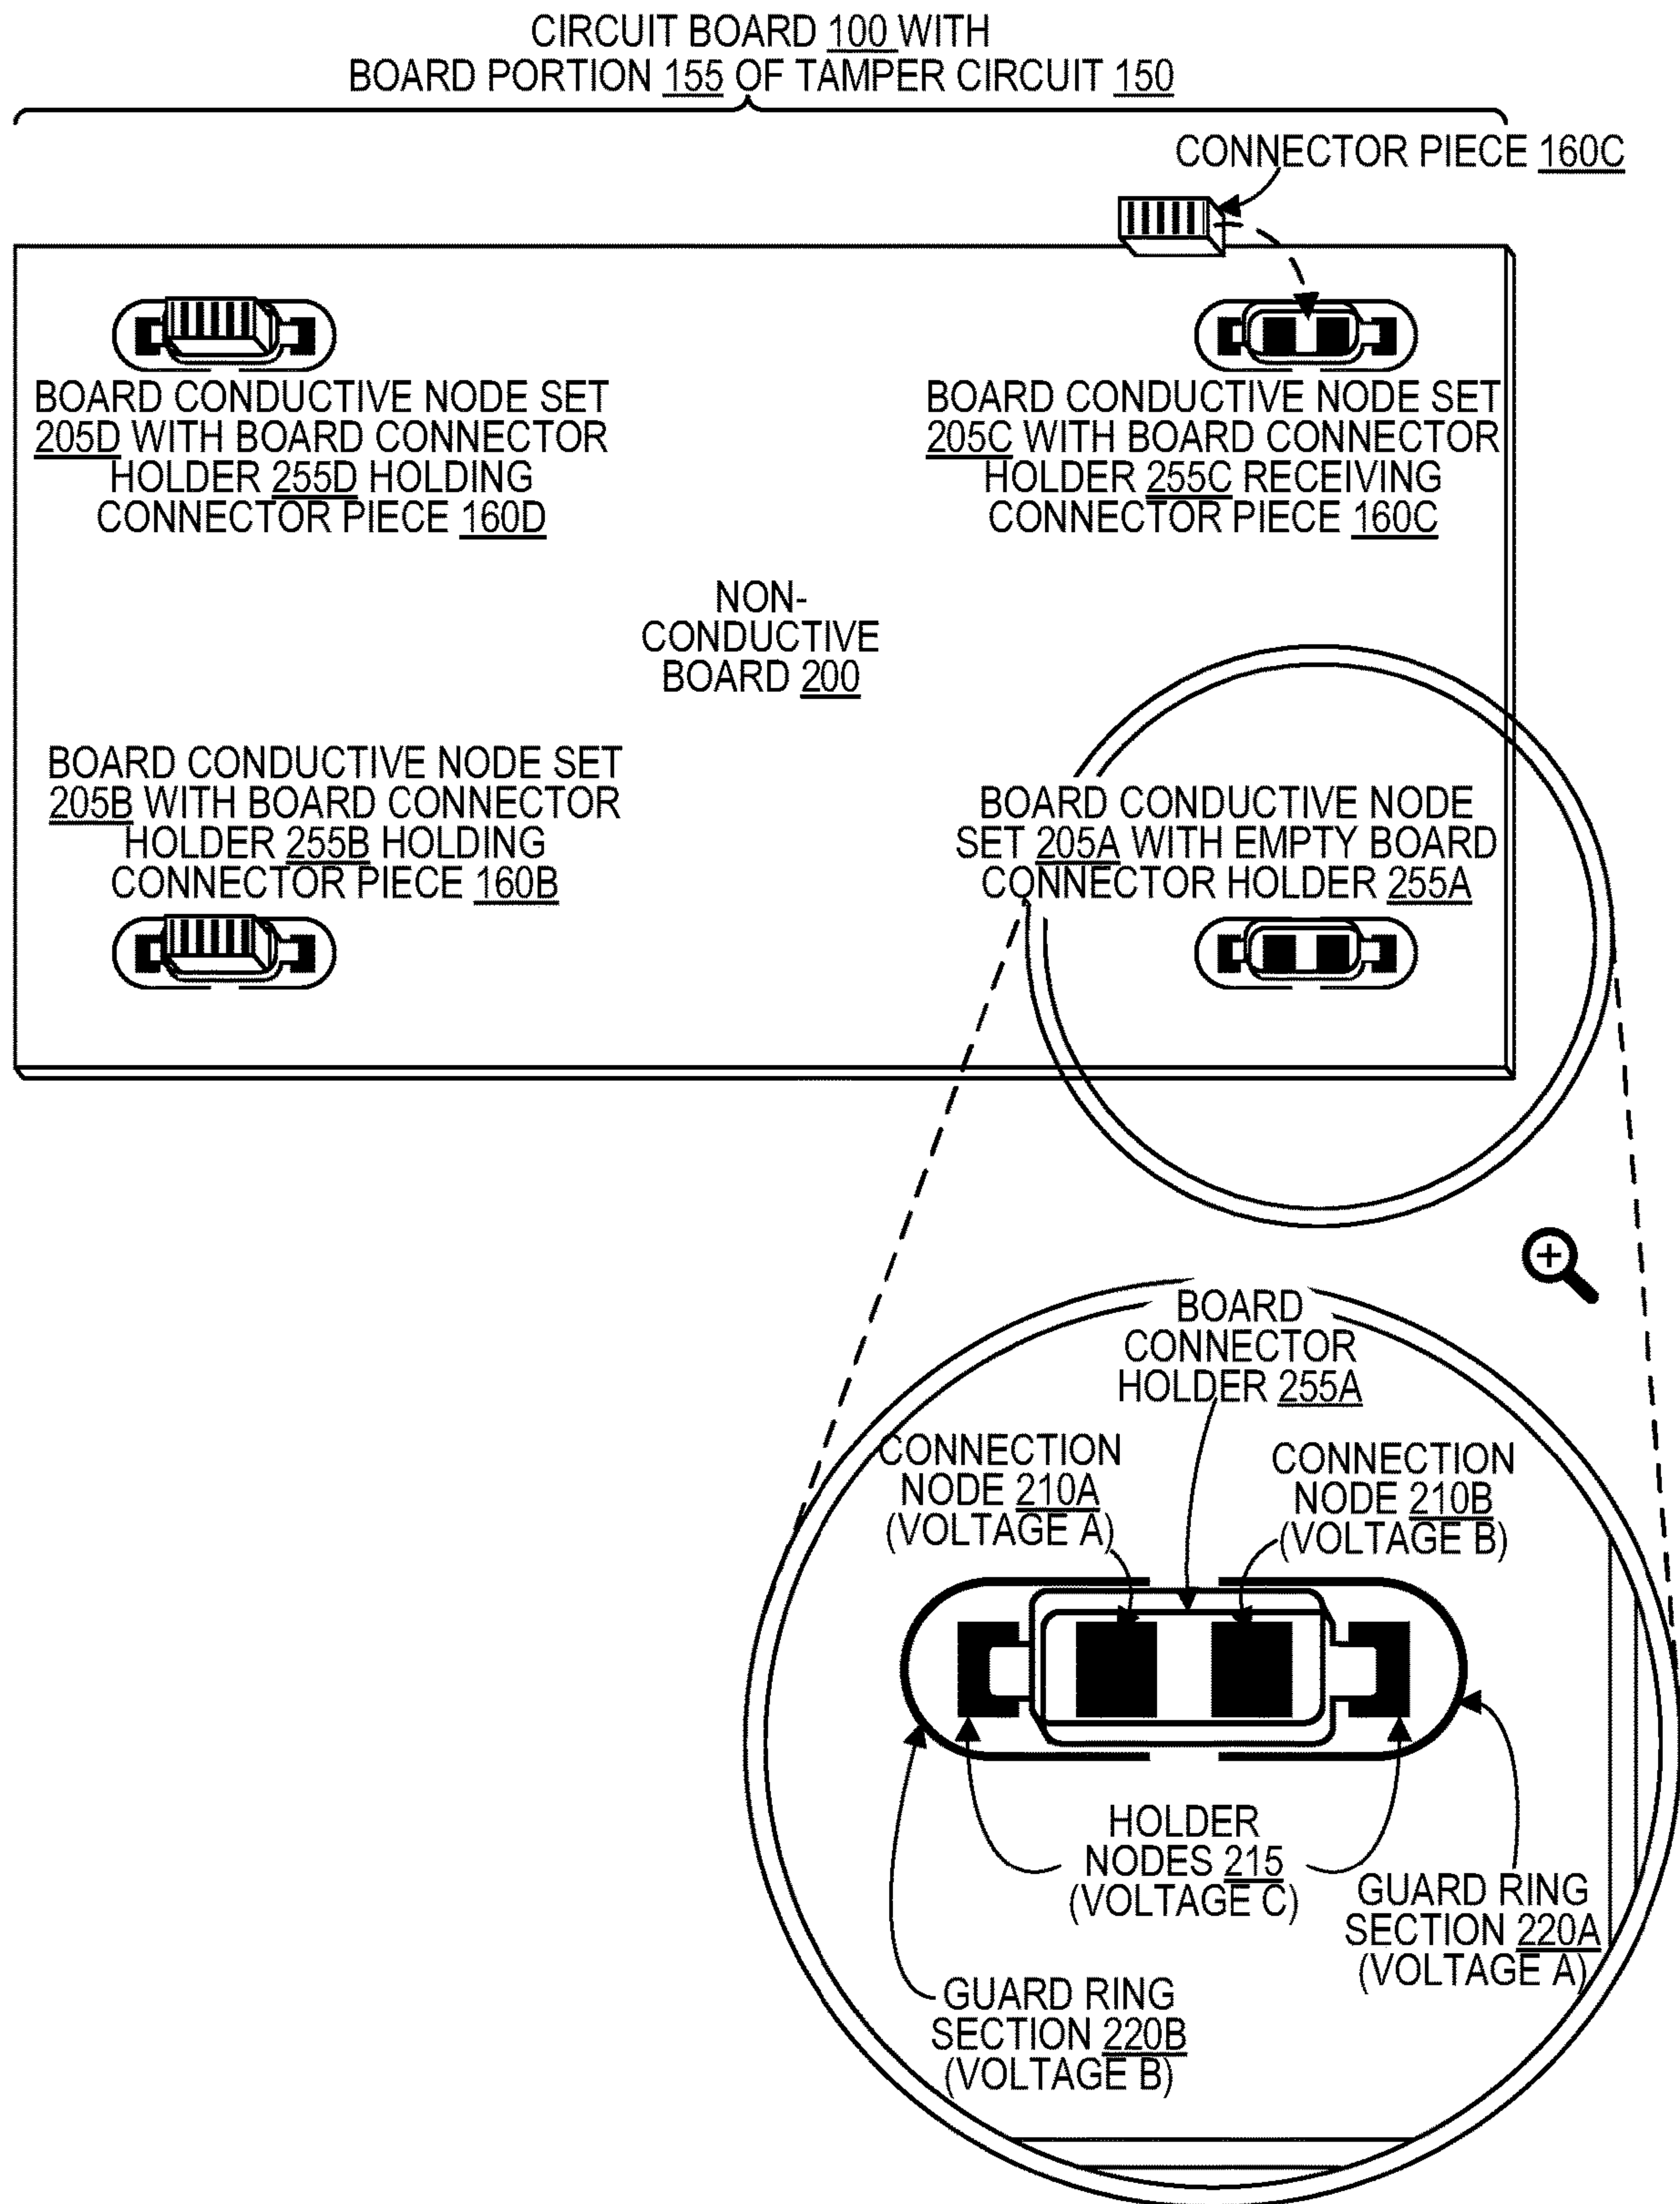 CIRCUIT BOARD 100 WITH
BOARD PORTION 155 OF TAMPER CIRCUIT 150
CONNECTOR PIECE 160C
BOARD CONDUCTIVE NODE SET
205D WITH BOARD CONNECTOR
HOLDER 255D HOLDING
CONNECTOR PIECE 160D
BOARD CONDUCTIVE NODE SET
205C WITH BOARD CONNECTOR
HOLDER 255C RECEIVING
CONNECTOR PIECE 160C
NON-
CONDUCTIVE
BOARD 200
BOARD CONDUCTIVE NODE SET
205B WITH BOARD CONNECTOR
HOLDER 255B HOLDING
CONNECTOR PIECE 160B
BOARD CONDUCTIVE NODE
SET 205A WITH EMPTY BOARD
CONNECTOR HOLDER 255A
BOARD
CONNECTOR
HOLDER 255A
CONNECTION
NODE 210A
(VOLTAGE A)
CONNECTION
NODE 210B
(VOLTAGE B)
HOLDER
NODES 215
(VOLTAGE C)
GUARD RING
SECTION 220A
(VOLTAGE A)
GUARD RING
SECTION 220B
(VOLTAGE B)